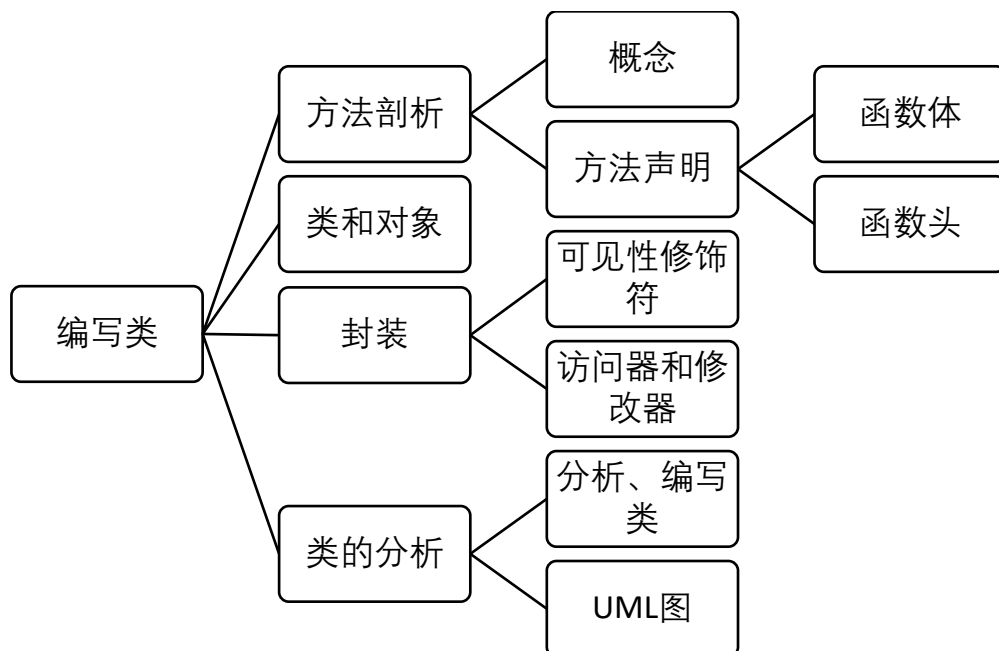 概念
方法剖析
函数体
方法声明
类和对象
函数头
可见性修饰
符
编写类
封装
访问器和修
改器
分析、编写
类
类的分析
UML图